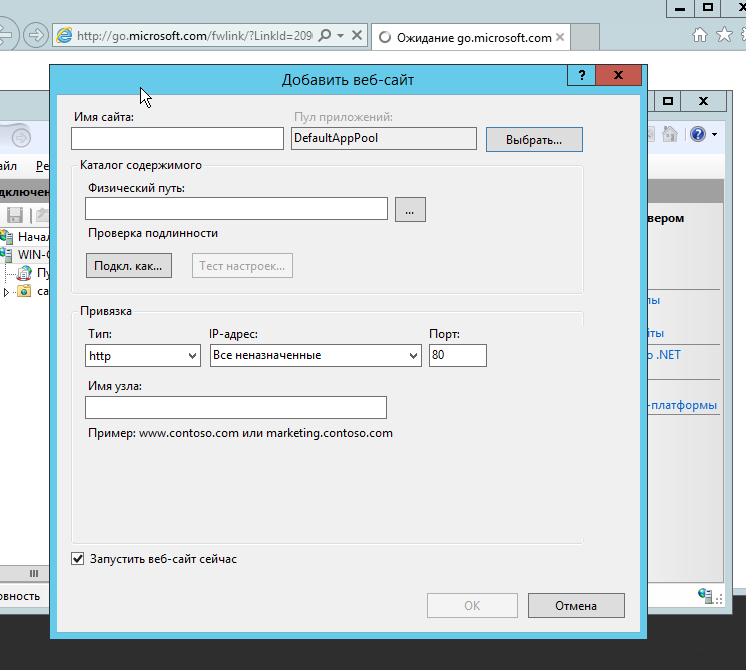 http://go.microsoft.com/fwlink/?LinkId=209
Ожидание go.microsoft.com
Добавить веб-сайт
?
Имя сайта:
Пул приложений:
DefaultAppPool
Выбрать...
Каталог содержимого
Физический путь:
...
Проверка подлинности
Подкл. как...
Тест настроек...
Привязка
Тип:
IP-адрес:
Порт:
http
Все неназначенные
80
Имя узла:
Пример: www.contoso.com или marketing.contoso.com
Запустить веб-сайт сейчас
OK
Отмена
айл
Ре
дключен
Начал
WIN-C
Пу
са
вером
лы
йты
о .NET
-платформы
овность